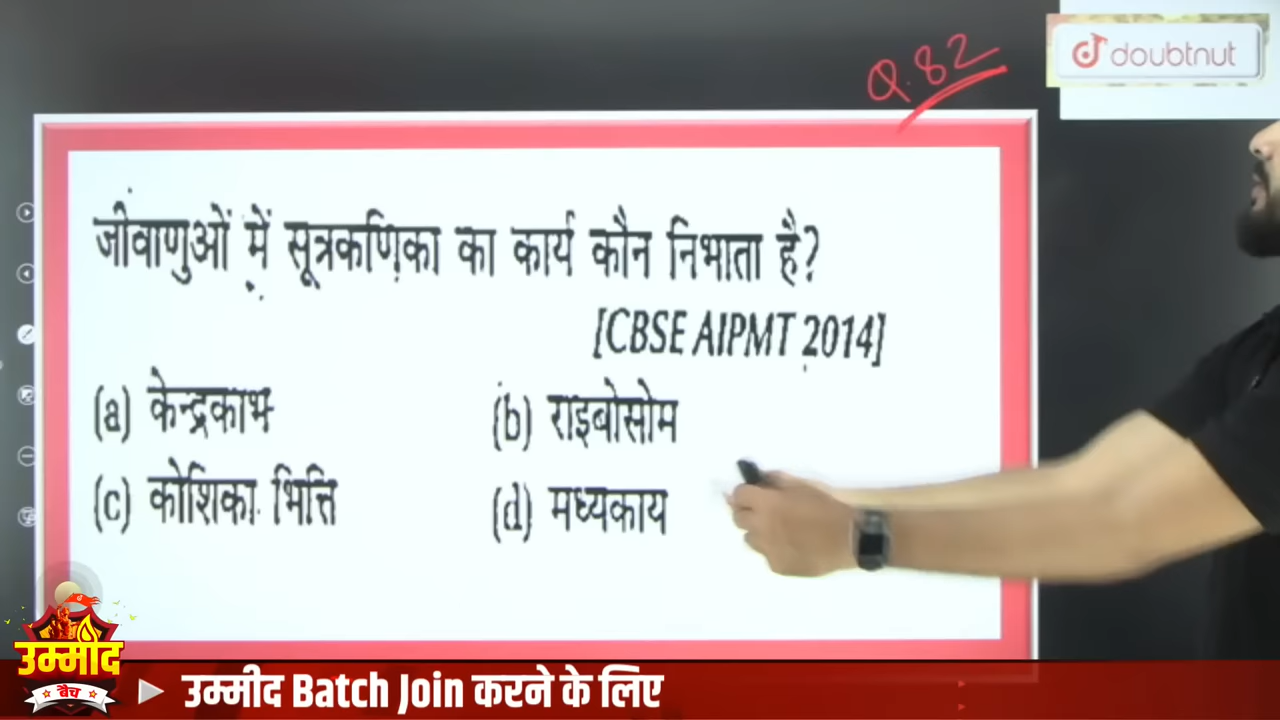 Q.82
doubtnut
जीवाणुओं में सूत्रकणिका का कार्य कौन निभाता है?
[CBSE AIPMT 2014]
(a) केन्द्रकाभ
(b) राइबोसोम
(c) कोशिका भित्ति
(d) मध्यकाय
उम्मीद
बैच
उम्मीद Batch Join करने के लिए